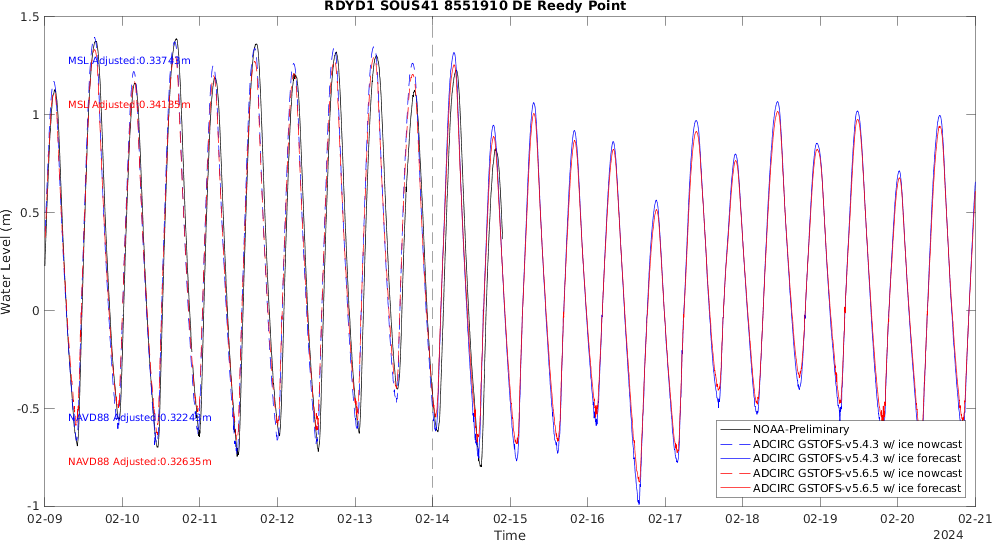 RDYD1 SOUS41 8551910 DE Reedy Point
1.5
1
0.5
0
-0.5
-1
Water Level (m)
MSL Adjusted:0.33743m
MSL Adjusted:0.34135m
NAVD88 Adjusted:0.32243m
NAVD88 Adjusted:0.32635m
NOAA-Preliminary
ADCIRC GSTOFS-v5.4.3 w/ ice nowcast
ADCIRC GSTOFS-v5.4.3 w/ ice forecast
ADCIRC GSTOFS-v5.6.5 w/ ice nowcast
ADCIRC GSTOFS-v5.6.5 w/ ice forecast
02-09 02-10 02-11 02-12 02-13 02-14 02-15 02-16 02-17 02-18 02-19 02-20 02-21
Time
2024